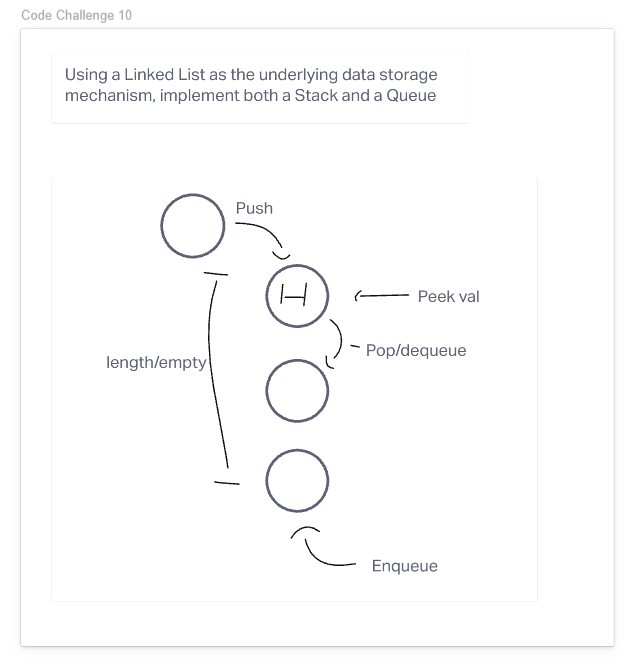 Code Challenge 10
Using a Linked List as the underlying data storage
mechanism, implement both a Stack and a Queue
Push
H
Peek val
Pop/dequeue
length/empty
Enqueue